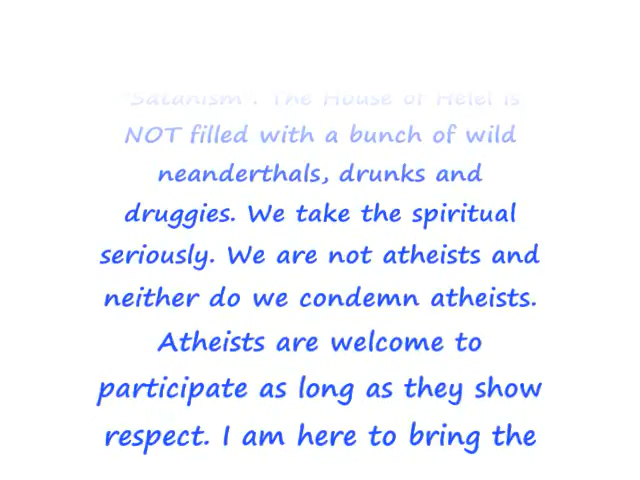 "Satanism". The House of Helel is
NOT filled with a bunch of wild
neanderthals, drunks and
druggies. We take the spiritual
seriously. We are not atheists and
neither do we condemn atheists.
Atheists are welcome to
participate as long as they show
respect. I am here to bring the